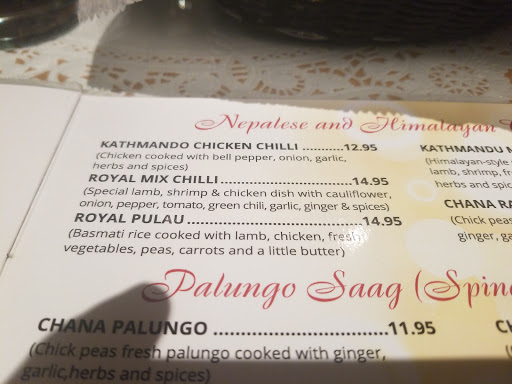 Nepalese and Himalayan
KATHMANDO CHICKEN CHILLI ...........12.95
(Chicken cooked with bell pepper, onion, garlic,
herbs and spices)
ROYAL MIX CHILLI ................................14.95
(Special lamb, shrimp & chicken dish with cauliflower,
onion, pepper, tomato, green chili, garlic, ginger & spices)
ROYAL PULAU ....................................14.95
(Basmati rice cooked with lamb, chicken, fresh
vegetables, peas, carrots and a little butter)
KATHMANDU
(Himalayan-style
lamb, shrimp,
herbs and spices
CHANA
(Chick peas
ginger,
Palungo Saag
CHANA PALUNGO ....................................11.95
(Chick peas fresh palungo cooked with ginger,
garlic,herbs and spices)